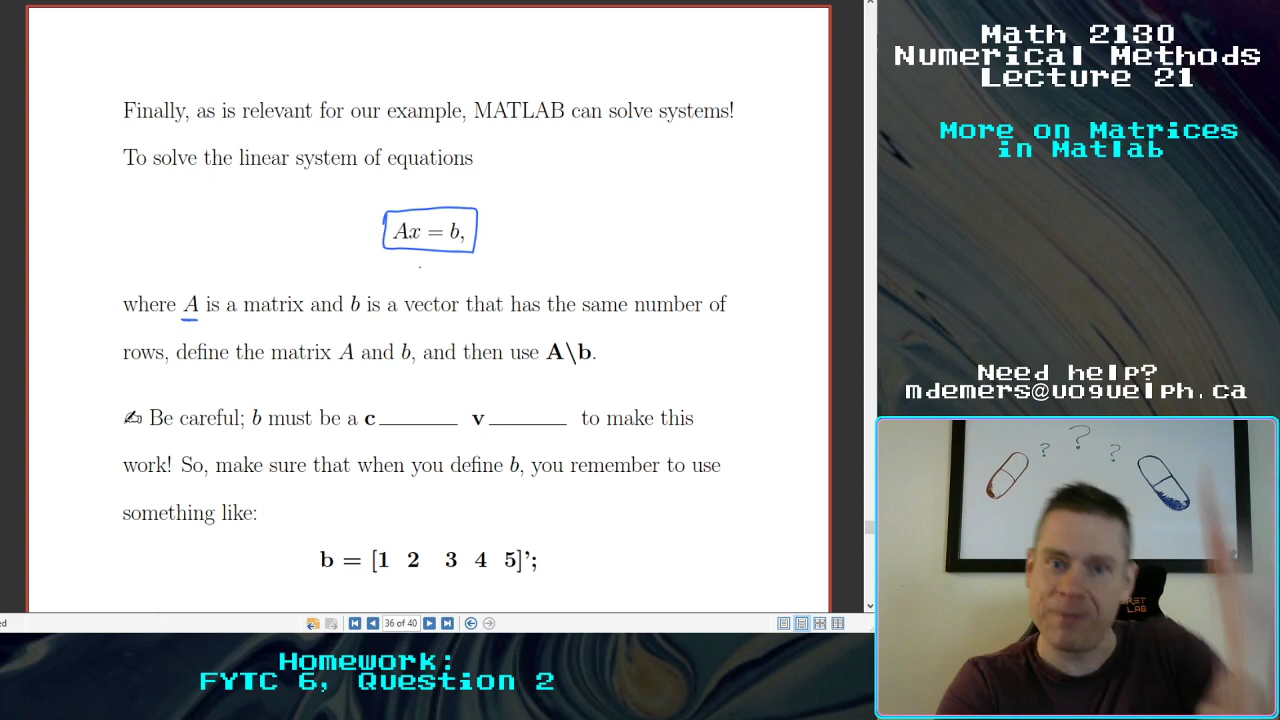 Finally, as is relevant for our example, MATLAB can solve systems!
To solve the linear system of equations
Ax = b,
where A is a matrix and b is a vector that has the same number of
rows, define the matrix A and b, and then use A\b.
✍ Be careful; b must be a c________ v________ to make this
work! So, make sure that when you define b, you remember to use
something like:
b = [1 2 3 4 5]’;
ed
36 of 40
Math 2130
Numerical Methods
Lecture 21
More on Matrices
in Matlab
Need help?
mdemers@uoguelph.ca
? ? ?
Homework:
FYTC 6, Question 2